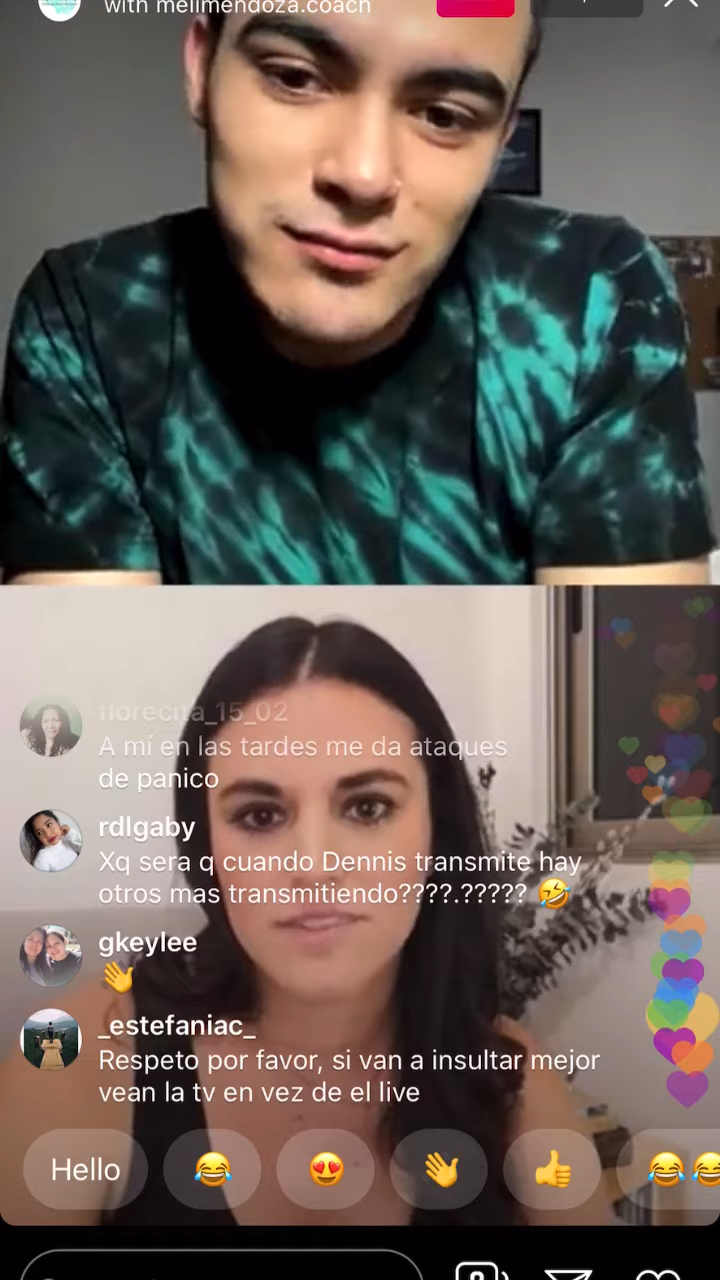 with melimendoza.coach
florecita_15_02
A mí en las tardes me da ataques
de panico
rdlgaby
Xq sera q cuando Dennis transmite hay
otros mas transmitiendo????.????? 🤣
gkeylee
👋
_estefaniac_
Respeto por favor, si van a insultar mejor
vean la tv en vez de el live
Hello 😂 😍 👋 👍 😂😂